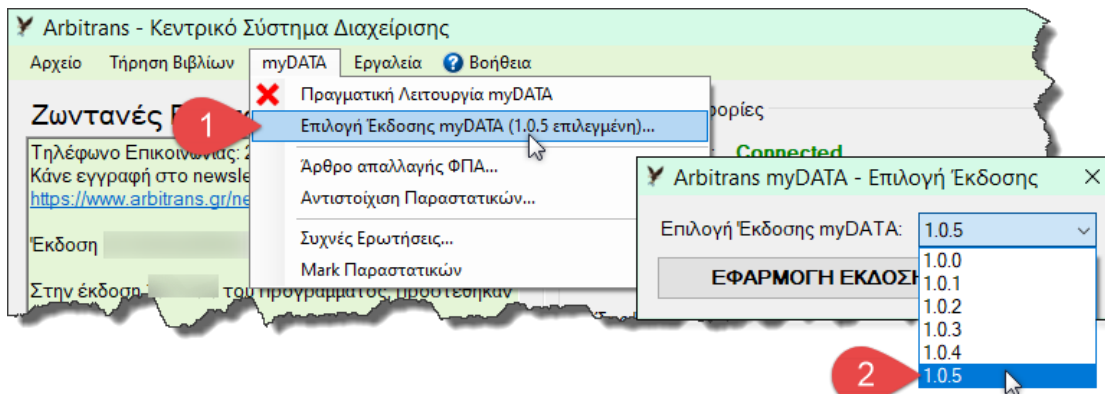 Arbitrans - Κεντρικό Σύστημα Διαχείρισης
Αρχείο Τήρηση Βιβλίων myDATA Εργαλεία Βοήθεια
Πραγματική Λειτουργία myDATA
Ζωντανές
1
Επιλογή Έκδοσης myDATA (1.0.5 επιλεγμένη)...
Τηλέφωνο Επικοινωνίας: 2
Connected
Άρθρο απαλλαγής ΦΠΑ...
Κάνε εγγραφή στο newsle
https://www.arbitrans.gr/ne
Αντιστοίχιση Παραστατικών...
Έκδοση
Συχνές Ερωτήσεις...
Mark Παραστατικών
Στην έκδοση του προγράμματος, προστέθηκαν
Arbitrans myDATA - Επιλογή Έκδοσης
Επιλογή Έκδοσης myDATA: 1.0.5
ΕΦΑΡΜΟΓΗ ΕΚΔΟΣΗ
1.0.0
1.0.1
1.0.2
1.0.3
1.0.4
2
1.0.5